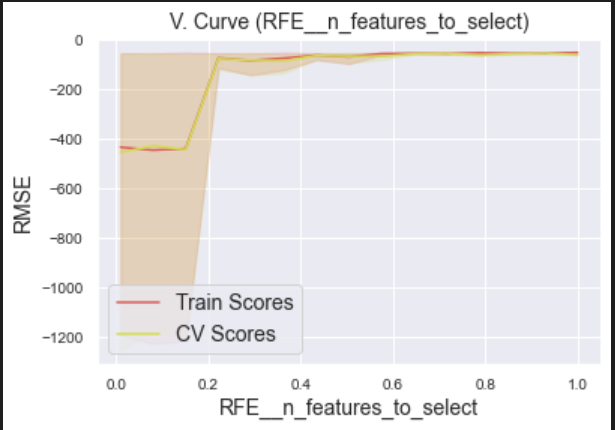 V. Curve (RFE__n_features_to_select)
0
−200
−400
−600
−800
−1000
−1200
RMSE
Train Scores
CV Scores
0.0 0.2 0.4 0.6 0.8 1.0
RFE__n_features_to_select